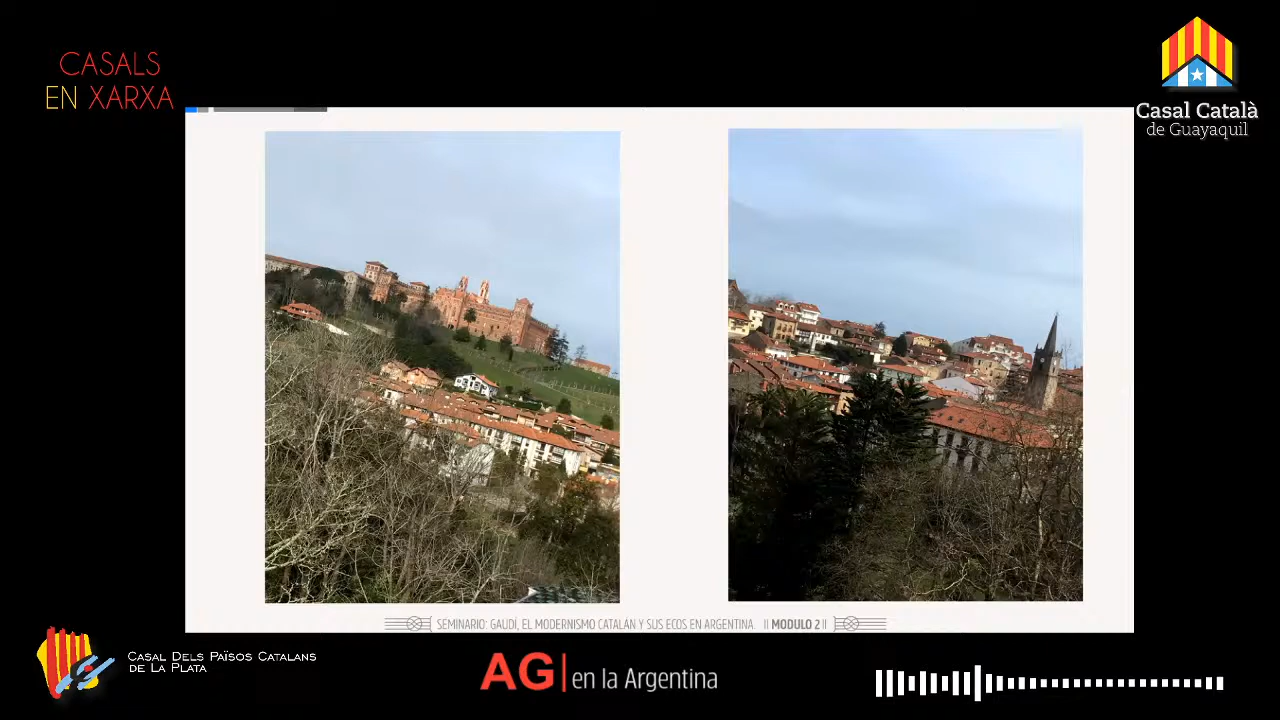 CASALS
EN XARXA
Casal Català
de Guayaquil
SEMINARIO: GAUDÍ, EL MODERNISMO CATALAN Y SUS ECOS EN ARGENTINA. || MODULO 2 ||
CASAL DELS PAÏSOS CATALANS
DE LA PLATA
AG | en la Argentina